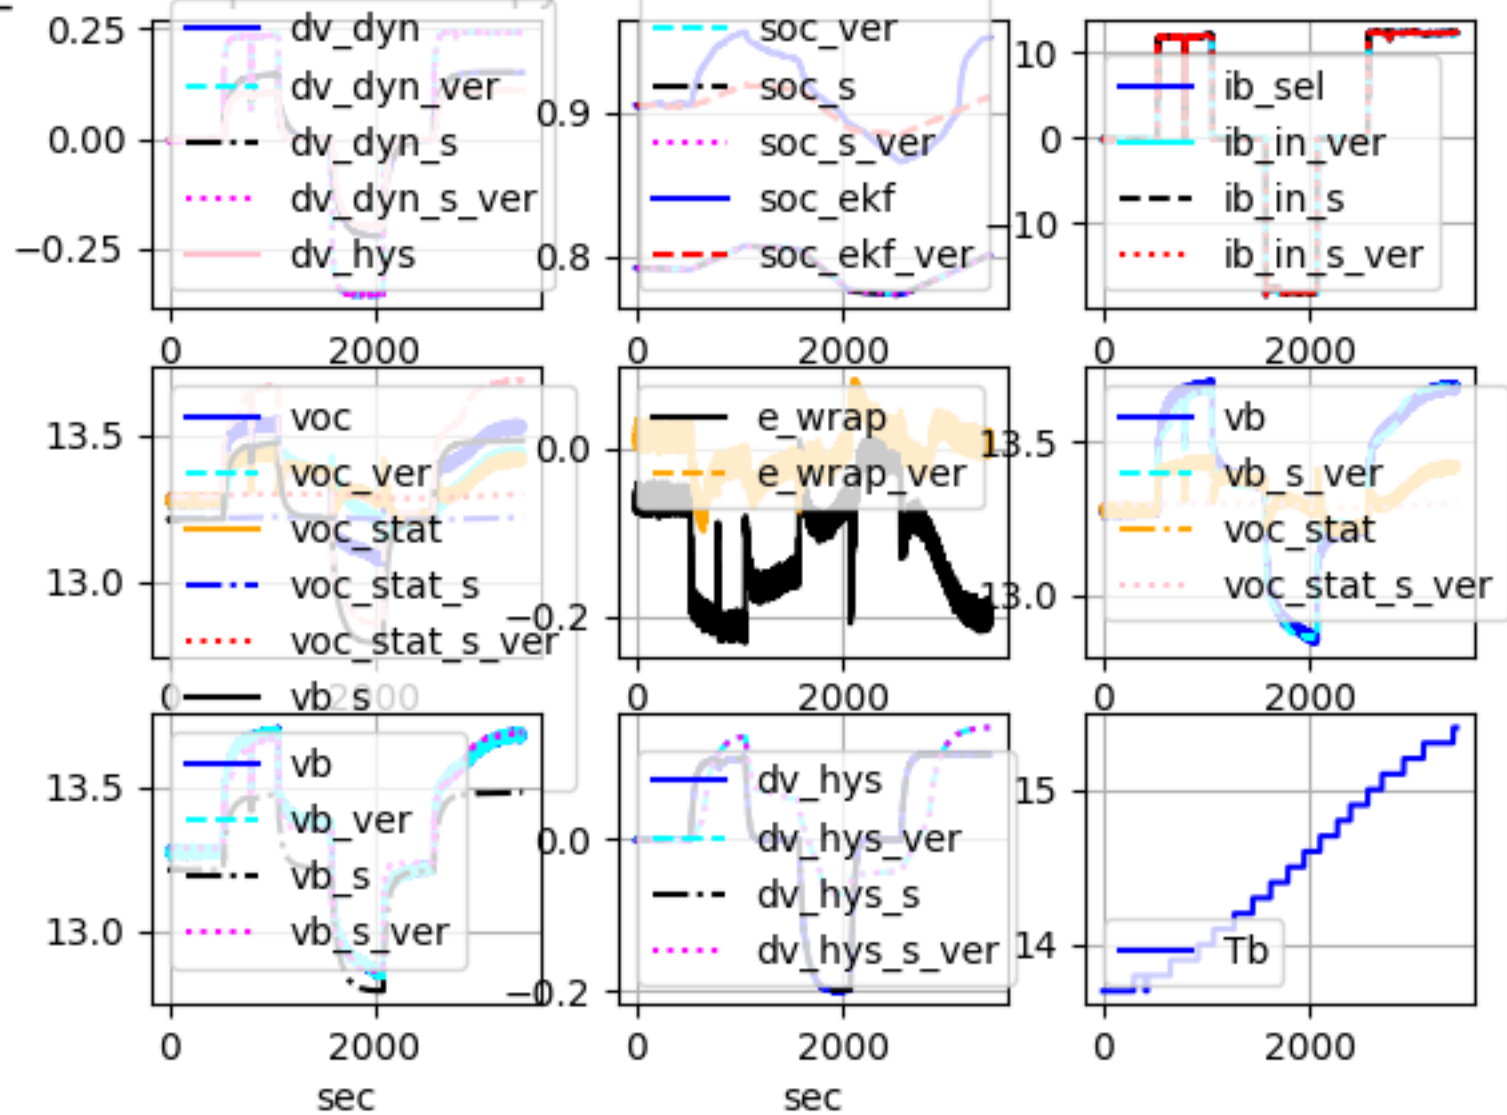 0.25
0.00
−0.25
dv_dyn
dv_dyn_ver
dv_dyn_s
dv_dyn_s_ver
dv_hys
0
2000
0.9
0.8
soc_ver
soc_s
soc_s_ver
soc_ekf
soc_ekf_ver
0
2000
10
0
10
ib_sel
ib_in_ver
ib_in_s
ib_in_s_ver
0
2000
13.5
13.0
voc
voc_ver
voc_stat
voc_stat_s
voc_stat_s_ver
vb_s
0
2000
0.0
−0.2
e_wrap
e_wrap_ver
0
2000
13.5
13.0
vb
vb_s_ver
voc_stat
voc_stat_s_ver
0
2000
13.5
13.0
vb
vb_ver
vb_s
vb_s_ver
0
2000
sec
0.0
−0.2
dv_hys
dv_hys_ver
dv_hys_s
dv_hys_s_ver
0
2000
sec
15
14
Tb
0
2000